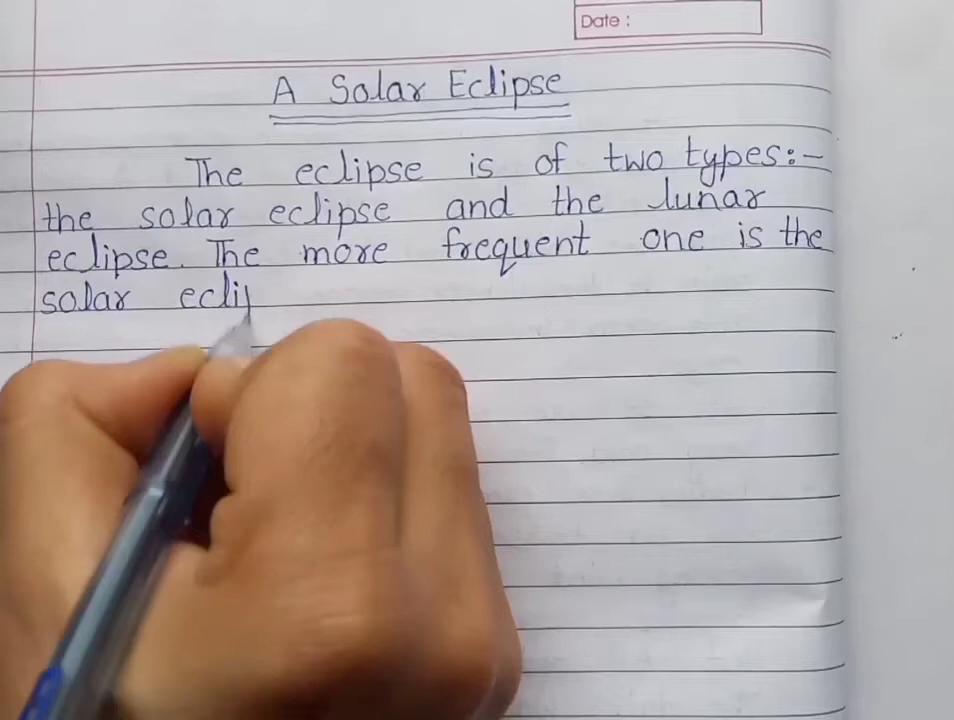 Date :
A Solar Eclipse
The eclipse is of two types:-
the solar eclipse and the lunar
eclipse. The more frequent one is the
solar